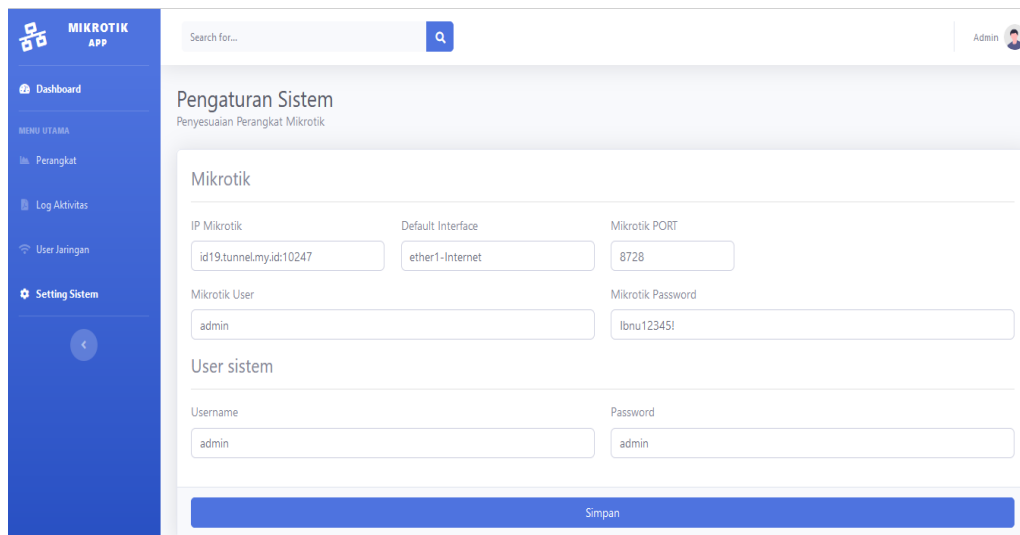 MIKROTIK
APP
Search for...
Admin
Dashboard
MENU UTAMA
Perangkat
Log Aktivitas
User Jaringan
Setting Sistem
Pengaturan Sistem
Penyesuaian Perangkat Mikrotik
Mikrotik
IP Mikrotik Default Interface Mikrotik PORT
id19.tunnel.my.id:10247 ether1-Internet 8728
Mikrotik User Mikrotik Password
admin Ibnu12345!
User sistem
Username Password
admin admin
Simpan